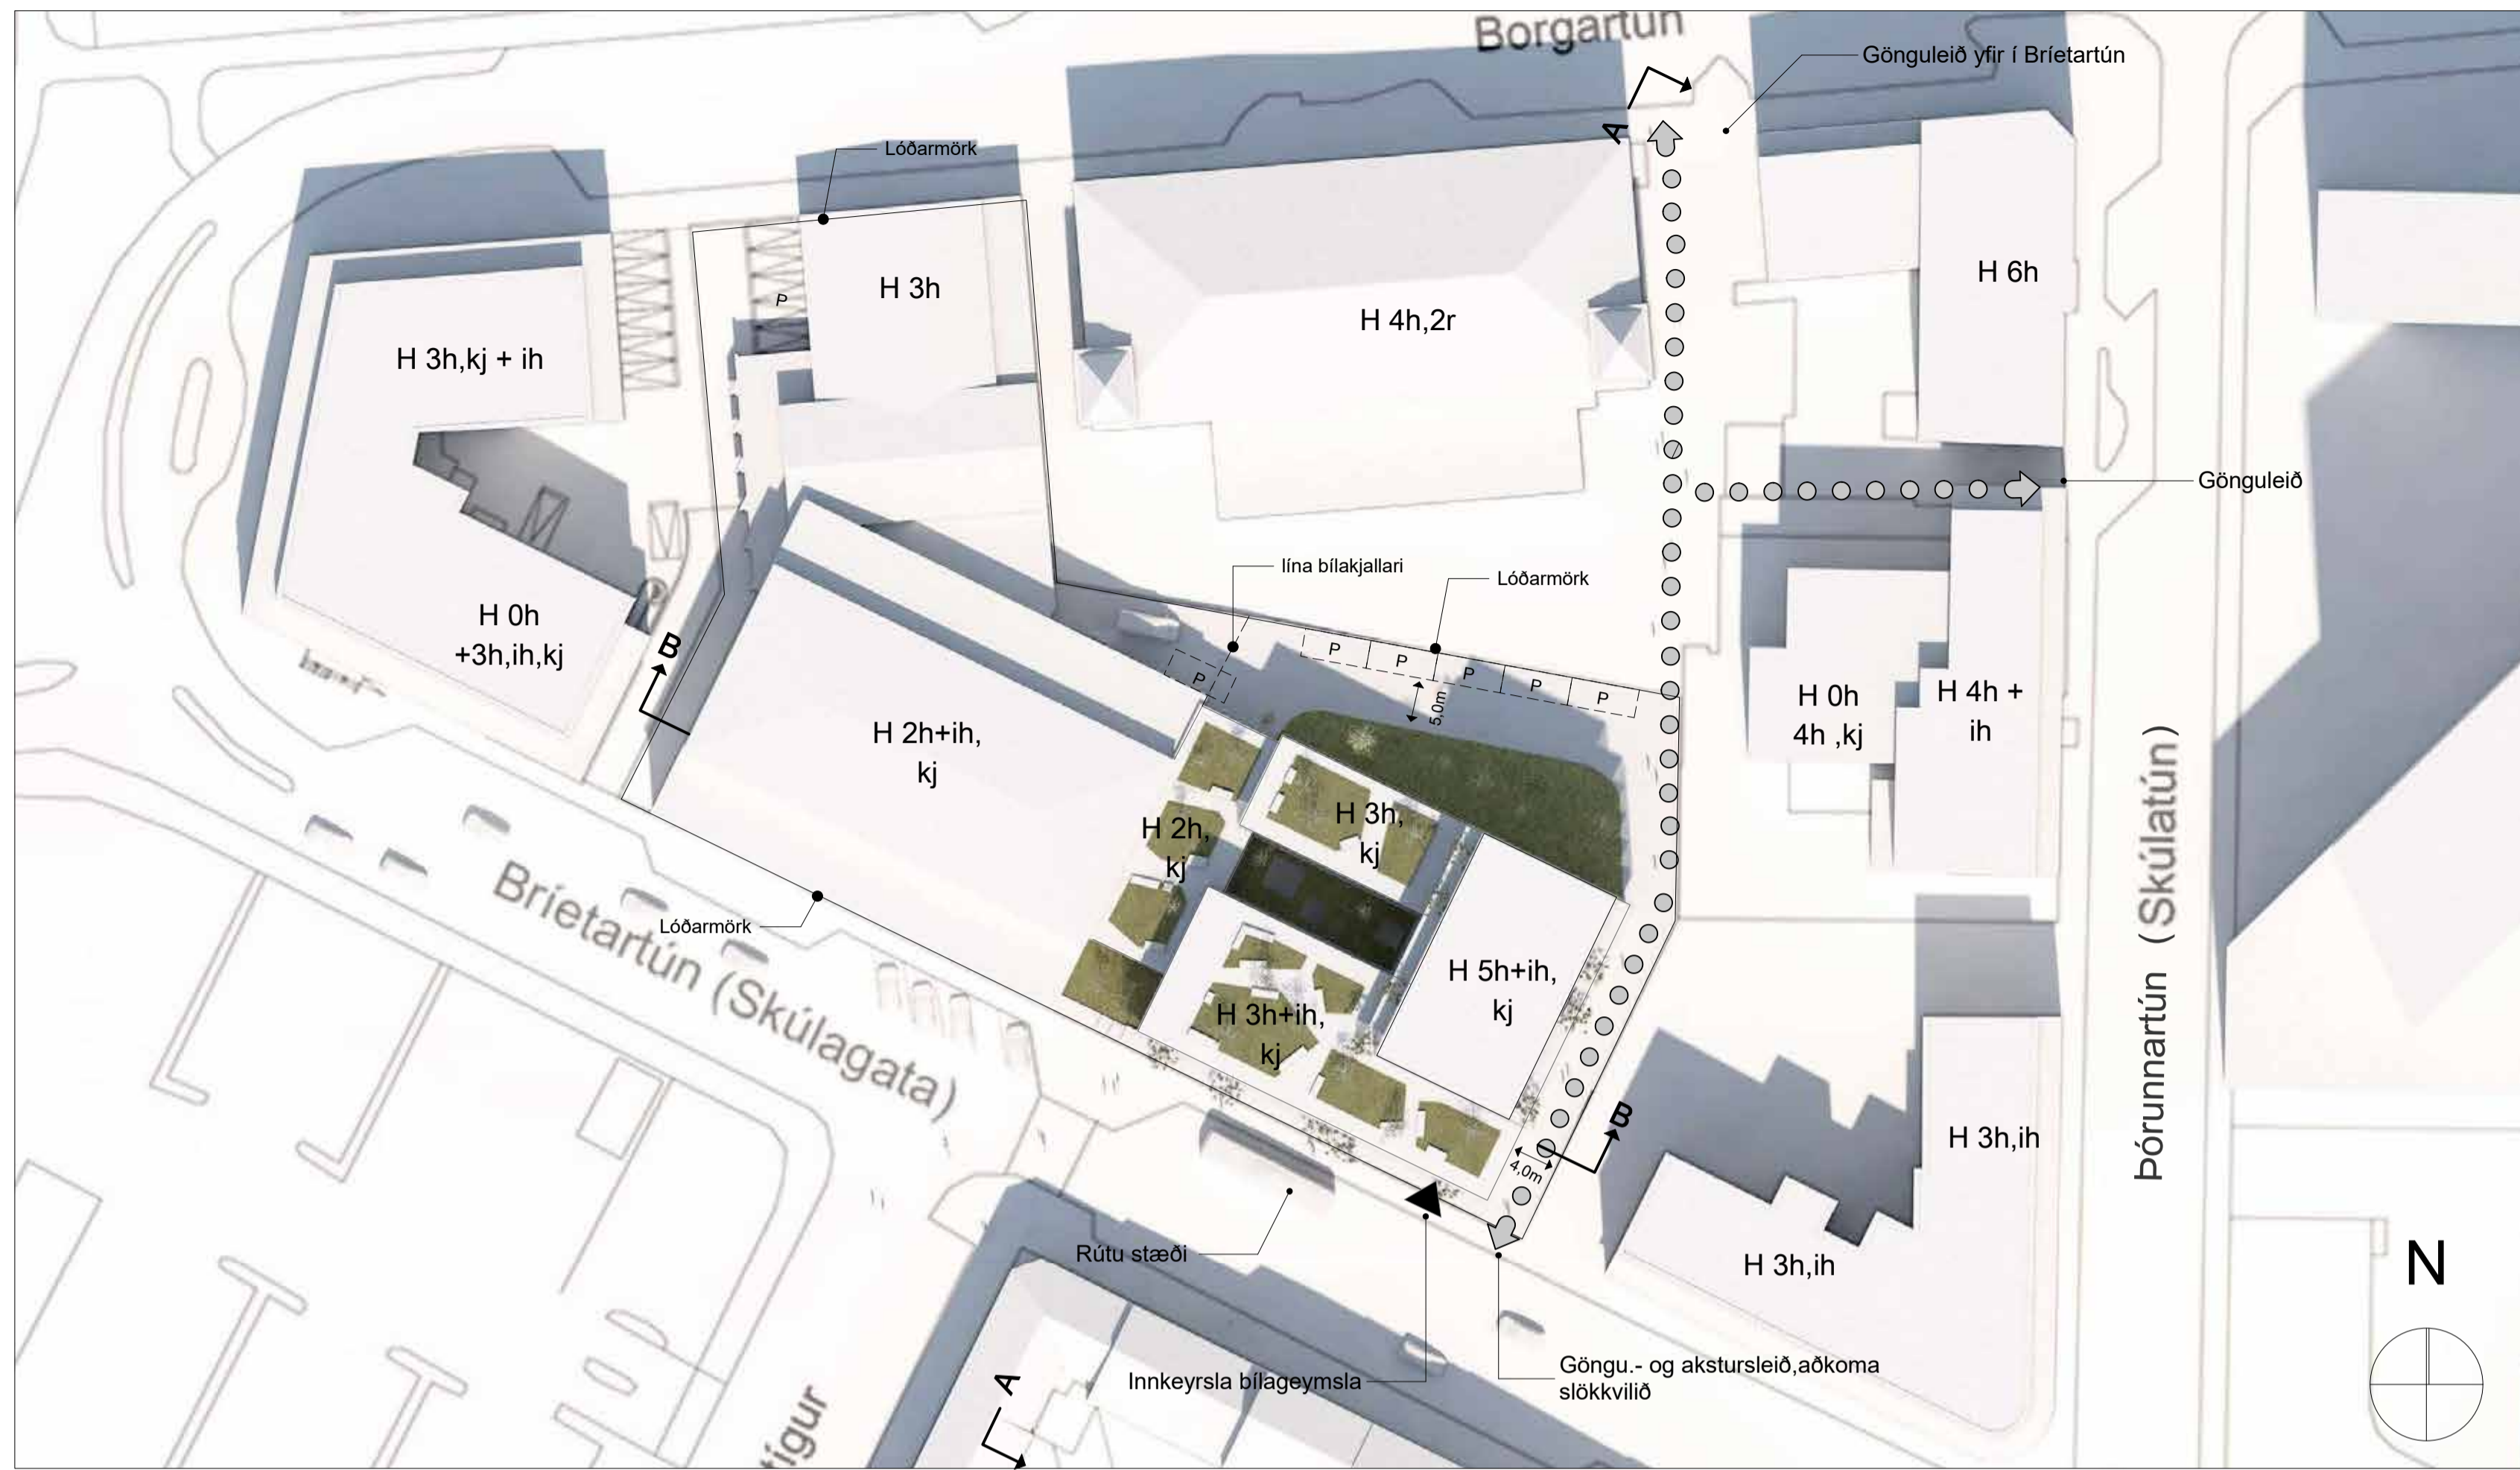 Borgartún
Gönguleið yfir í Bríetartún
A
Lóðarmörk
P
H 3h
H 6h
H 4h,2r
H 3h,kj + ih
Gönguleið
lína bílakjallari
Lóðarmörk
H 0h
+3h,ih,kj
B
P
P
P
P
P
P
5,0m
H 0h
4h ,kj
H 4h +
ih
H 2h+ih,
kj
H 3h,
kj
H 2h,
kj
Lóðarmörk
Bríetartún (Skúlagata)
H 5h+ih,
kj
H 3h+ih,
kj
Þórunnartún (Skúlatún)
B
4,0m
H 3h,ih
H 3h,ih
Rútu stæði
N
Innkeyrsla bílageymsla
Göngu.- og akstursleið,aðkoma
slökkvilið
A
tígur